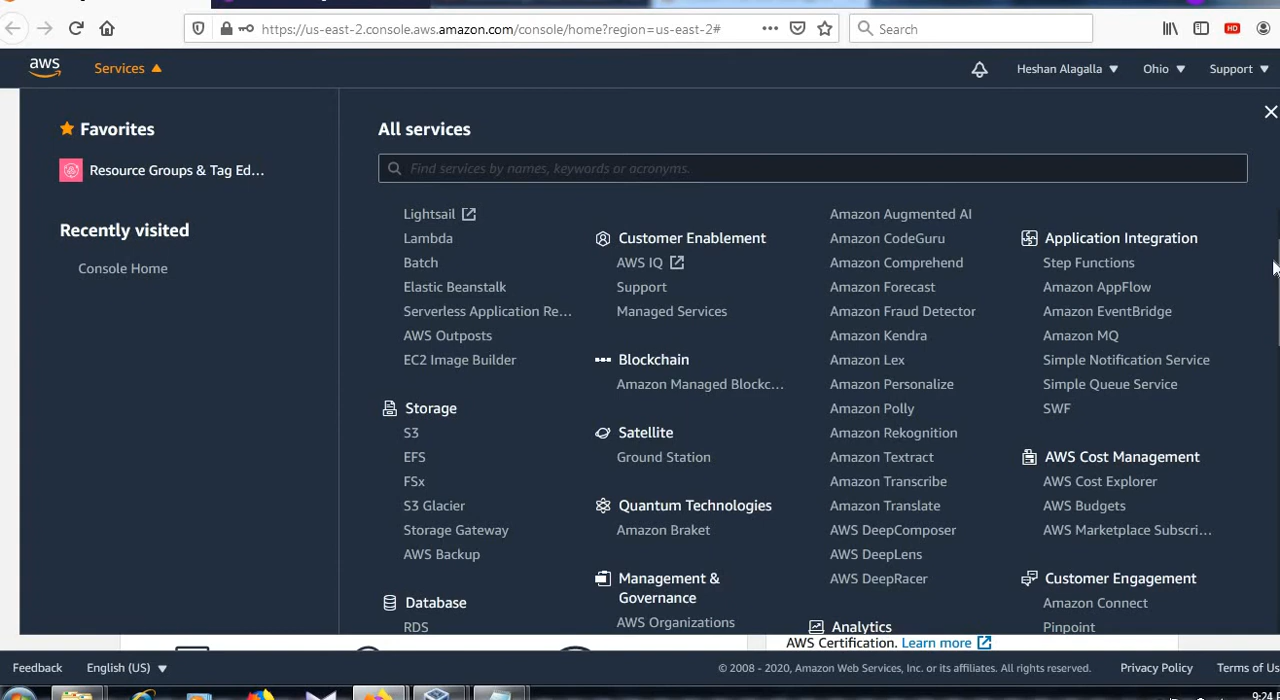 https://us-east-2.console.aws.amazon.com/console/home?region=us-east-2#
Search
HD
aws
Services
Heshan Alagalla
Ohio
Support
Favorites
Resource Groups & Tag Ed...
Recently visited
Console Home
All services
Find services by names, keywords or acronyms.
Lightsail
Lambda
Batch
Elastic Beanstalk
Serverless Application Re...
AWS Outposts
EC2 Image Builder
Storage
S3
EFS
FSx
S3 Glacier
Storage Gateway
AWS Backup
Database
RDS
Customer Enablement
AWS IQ
Support
Managed Services
Blockchain
Amazon Managed Blockc...
Satellite
Ground Station
Quantum Technologies
Amazon Braket
Management &
Governance
AWS Organizations
Amazon Augmented AI
Amazon CodeGuru
Amazon Comprehend
Amazon Forecast
Amazon Fraud Detector
Amazon Kendra
Amazon Lex
Amazon Personalize
Amazon Polly
Amazon Rekognition
Amazon Textract
Amazon Transcribe
Amazon Translate
AWS DeepComposer
AWS DeepLens
AWS DeepRacer
Analytics
Application Integration
Step Functions
Amazon AppFlow
Amazon EventBridge
Amazon MQ
Simple Notification Service
Simple Queue Service
SWF
AWS Cost Management
AWS Cost Explorer
AWS Budgets
AWS Marketplace Subscri...
Customer Engagement
Amazon Connect
Pinpoint
AWS Certification. Learn more
Feedback
English (US)
© 2008 - 2020, Amazon Web Services, Inc. or its affiliates. All rights reserved.
Privacy Policy
Terms of Us
9:24